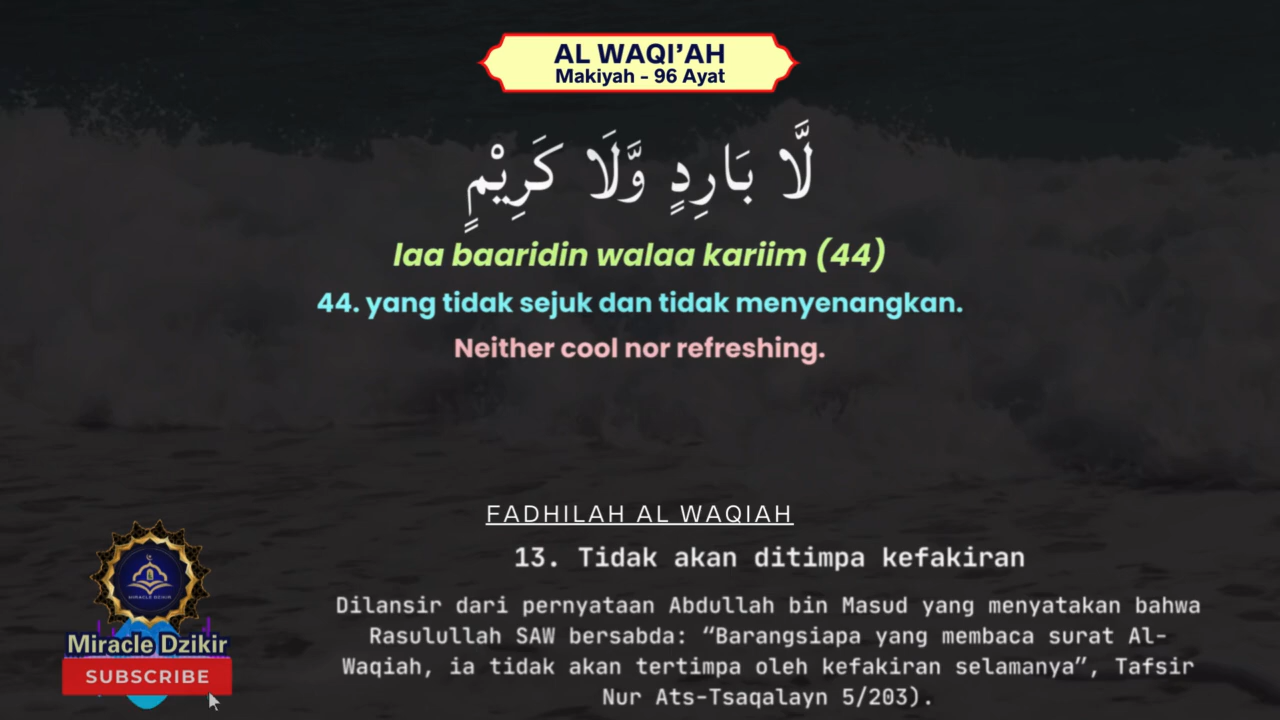 AL WAQI’AH
Makiyah - 96 Ayat
لَّا بَارِدٍ وَّلَا كَرِيْمٍ
laa baaridin walaa kariim (44)
44. yang tidak sejuk dan tidak menyenangkan.
Neither cool nor refreshing.
FADHILAH AL WAQIAH
13. Tidak akan ditimpa kefakiran
Dilansir dari pernyataan Abdullah bin Masud yang menyatakan bahwa
Rasulullah SAW bersabda: “Barangsiapa yang membaca surat Al-
Waqiah, ia tidak akan tertimpa oleh kefakiran selamanya”, Tafsir
Nur Ats-Tsaqalayn 5/203).
MIRACLE DZIKIR
Miracle Dzikir
SUBSCRIBE